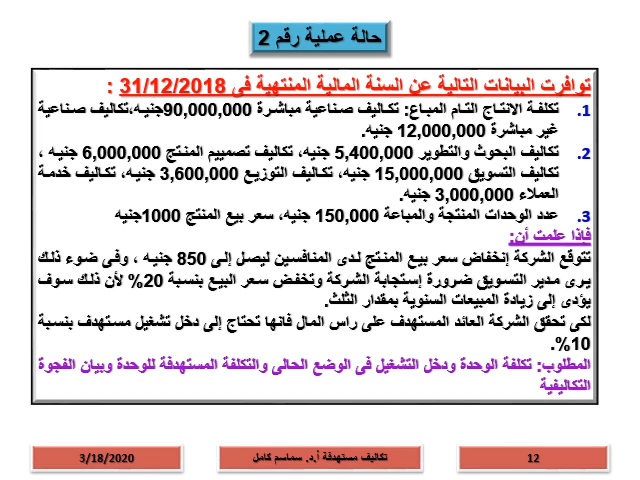 حالة عملية رقم 2
توافرت البيانات التالية عن السنة المالية المنتهية فى 31/12/2018 :
1. تكلفة الانتاج التام المباع: تكاليف صناعية مباشرة 90,000,000جنيه،تكاليف صناعية
غير مباشرة 12,000,000 جنيه.
2. تكاليف البحوث والتطوير 5,400,000 جنيه، تكاليف تصمييم المنتج 6,000,000 جنيه ،
تكاليف التسويق 15,000,000 جنيه، تكاليف التوزيع 3,600,000 جنيه، تكاليف خدمة
العملاء 3,000,000 جنيه.
3. عدد الوحدات المنتجة والمباعة 150,000 جنيه، سعر بيع المنتج 1000جنيه
فإذا علمت أن:
تتوقع الشركة إنخفاض سعر بيع المنتج لدى المنافسين ليصل إلى 850 جنيه ، وفى ضوء ذلك
يرى مدير التسويق ضرورة إستجابة الشركة وتخفض سعر البيع بنسبة 20% لأن ذلك سوف
يؤدى إلى زيادة المبيعات السنوية بمقدار الثلث.
لكى تحقق الشركة العائد المستهدف على راس المال فانها تحتاج إلى دخل تشغيل مستهدف بنسبة
10%.
المطلوب: تكلفة الوحدة ودخل التشغيل فى الوضع الحالى والتكلفة المستهدفة للوحدة وبيان الفجوة
التكاليفية
3/18/2020
تكاليف مستهدفة أ.د. سماسم كامل
12